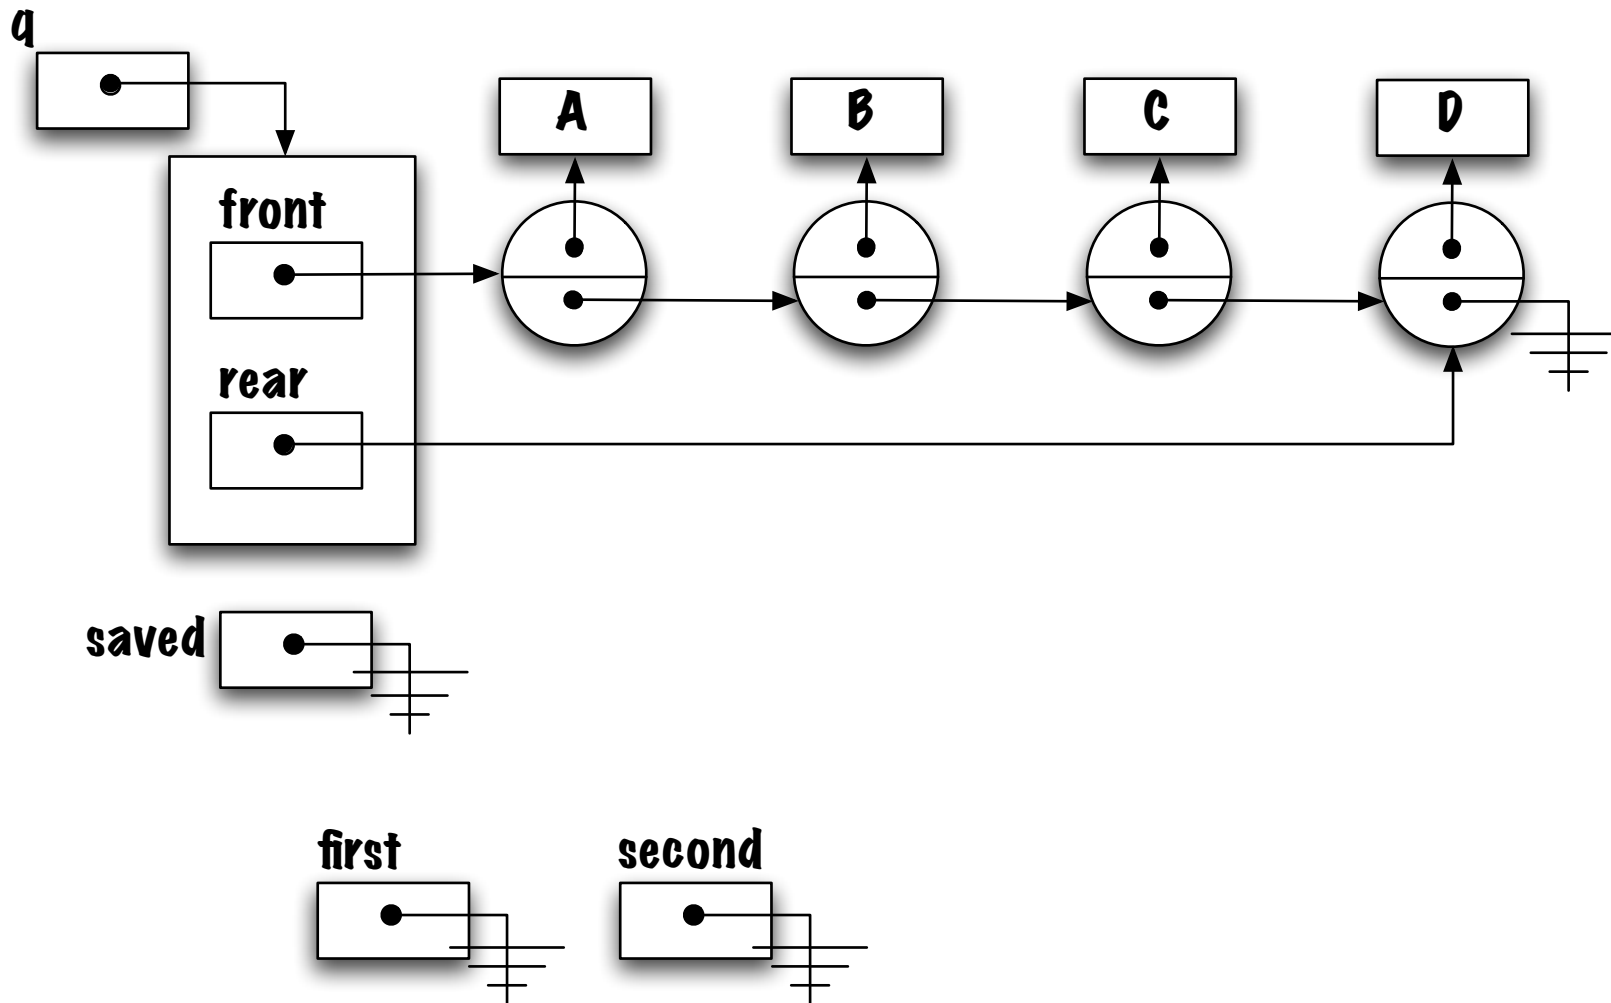 q
A
B
C
D
front
rear
saved
first
second